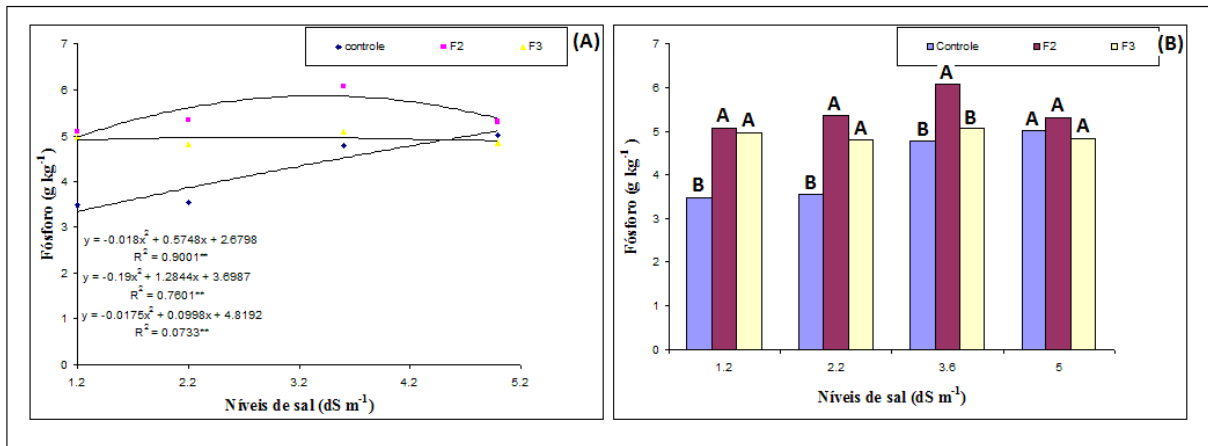 controle F2 F3 (A)
7
6
5
4
3
2
1
0
Fósforo (g kg-1)
y = -0.018x2 + 0.5748x + 2.6798
R2 = 0.9001**
y = -0.19x2 + 1.2844x + 3.6987
R2 = 0.7601**
y = -0.0175x2 + 0.0998x + 4.8192
R2 = 0.0733**
1.2 2.2 3.2 4.2 5.2
Níveis de sal (dS m-1)
Controle F2 F3 (B)
7
6
5
4
3
2
1
0
Fósforo (g kg-1)
B A A B A A B A B A A A
1.2 2.2 3.6 5
Níveis de sal (dS m-1)